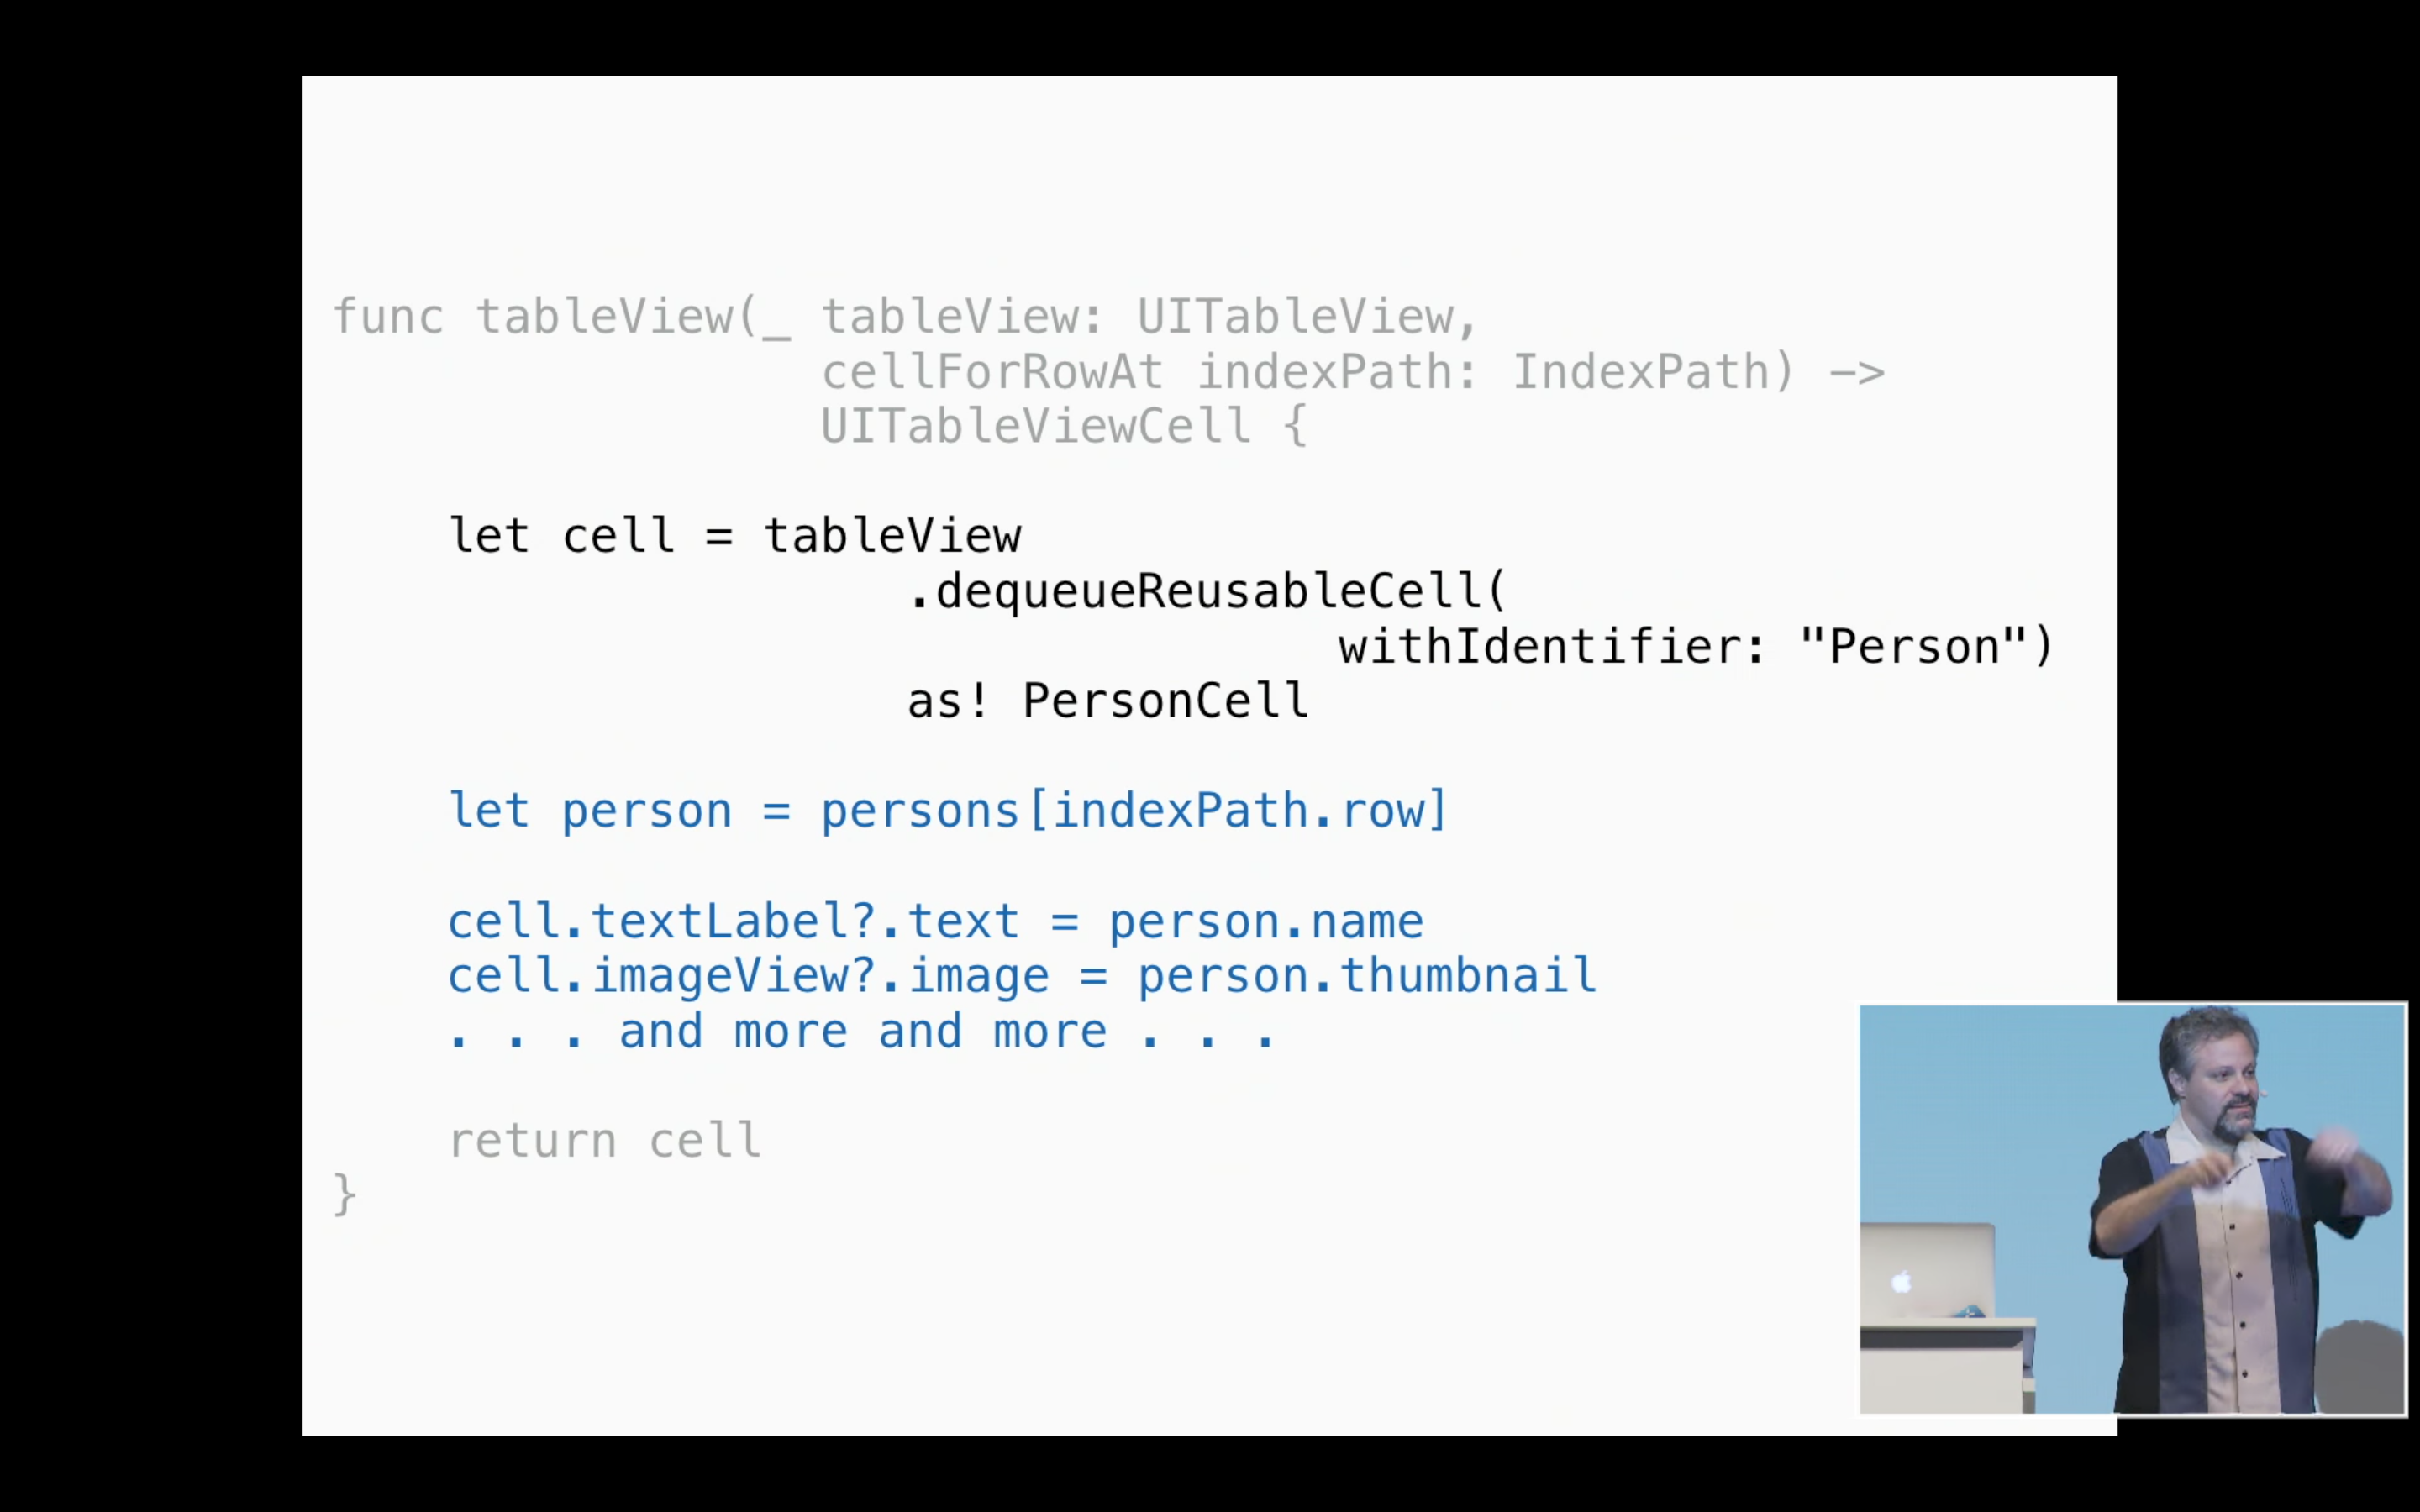 func tableView(_ tableView: UITableView,
cellForRowAt indexPath: IndexPath) ->
UITableViewCell {
let cell = tableView
.dequeueReusableCell(
withIdentifier: "Person")
as! PersonCell
let person = persons[indexPath.row]
cell.textLabel?.text = person.name
cell.imageView?.image = person.thumbnail
. . . and more and more . . .
return cell
}